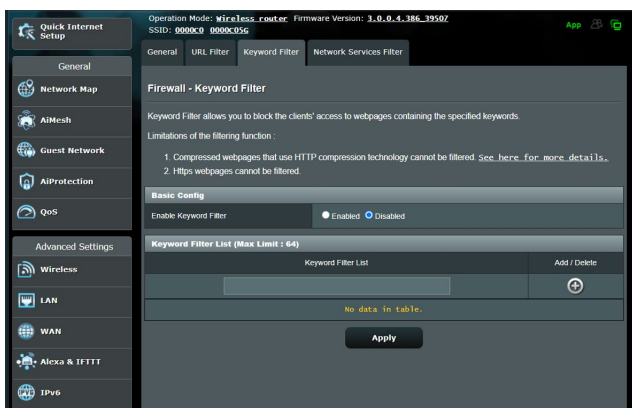 Quick Internet
Setup
General
Network Map
AiMesh
Guest Network
AiProtection
QoS
Advanced Settings
Wireless
LAN
WAN
Alexa & IFTTT
IPv6
Operation Mode: Wireless router Firmware Version: 3.0.0.4.386_39507
SSID: 0000c0 0000c05G
App
General URL Filter Keyword Filter Network Services Filter
Firewall - Keyword Filter
Keyword Filter allows you to block the clients' access to webpages containing the specified keywords.
Limitations of the filtering function :
1. Compressed webpages that use HTTP compression technology cannot be filtered. See here for more details.
2. Https webpages cannot be filtered.
Basic Config
Enable Keyword Filter Enabled Disabled
Keyword Filter List (Max Limit : 64)
Keyword Filter List Add / Delete
No data in table.
Apply